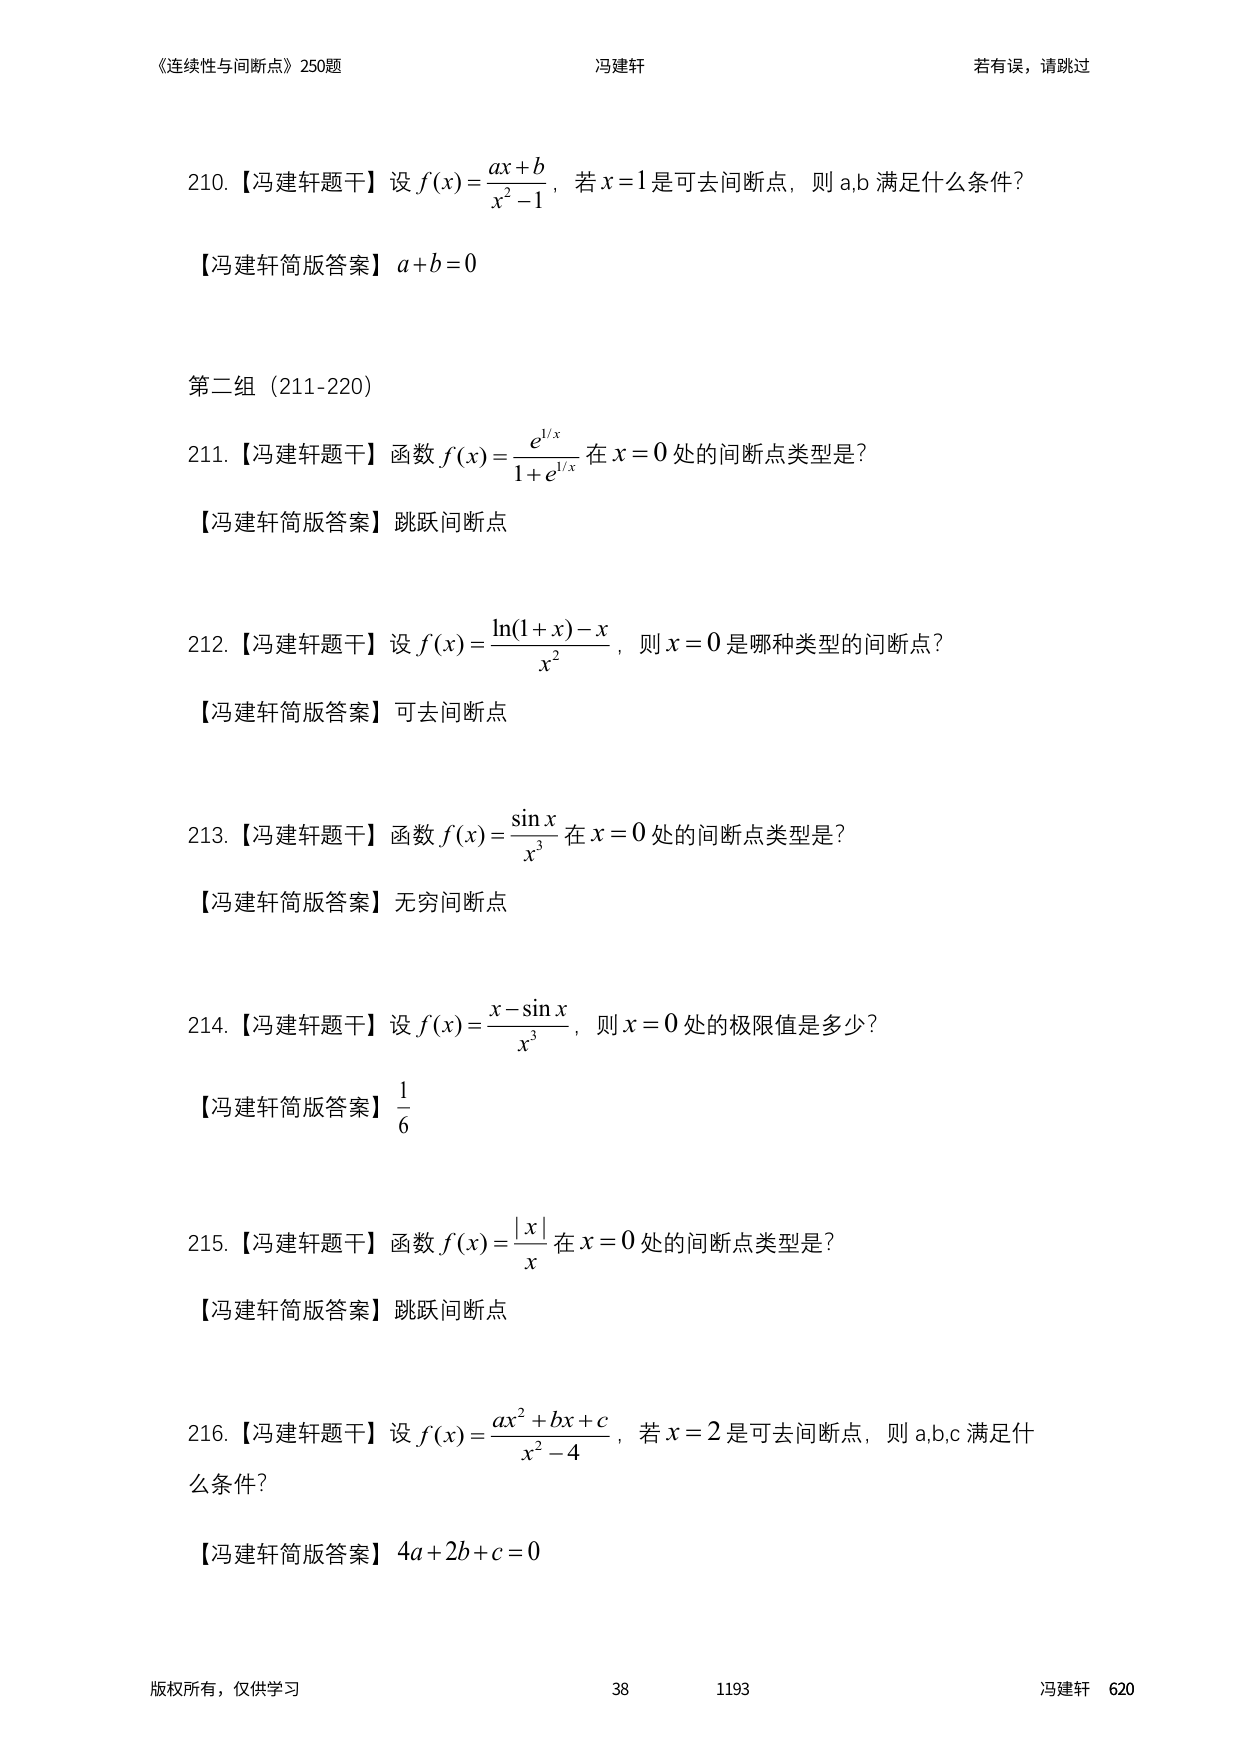 《连续性与间断点》250题 冯建轩 若有误，请跳过
210.【冯建轩题干】设 f(x) = (ax+b)/(x²−1)，若 x=1 是可去间断点，则 a,b 满足什么条件？
【冯建轩简版答案】 a+b=0
第二组（211-220）
211.【冯建轩题干】函数 f(x) = e^{1/x}/(1+e^{1/x}) 在 x=0 处的间断点类型是？
【冯建轩简版答案】跳跃间断点
212.【冯建轩题干】设 f(x) = (ln(1+x)−x)/x²，则 x=0 是哪种类型的间断点？
【冯建轩简版答案】可去间断点
213.【冯建轩题干】函数 f(x) = sin x/x³ 在 x=0 处的间断点类型是？
【冯建轩简版答案】无穷间断点
214.【冯建轩题干】设 f(x) = (x−sin x)/x³，则 x=0 处的极限值是多少？
【冯建轩简版答案】 1/6
215.【冯建轩题干】函数 f(x) = |x|/x 在 x=0 处的间断点类型是？
【冯建轩简版答案】跳跃间断点
216.【冯建轩题干】设 f(x) = (ax²+bx+c)/(x²−4)，若 x=2 是可去间断点，则 a,b,c 满足什
么条件？
【冯建轩简版答案】 4a+2b+c=0
版权所有，仅供学习 38 1193 冯建轩 620